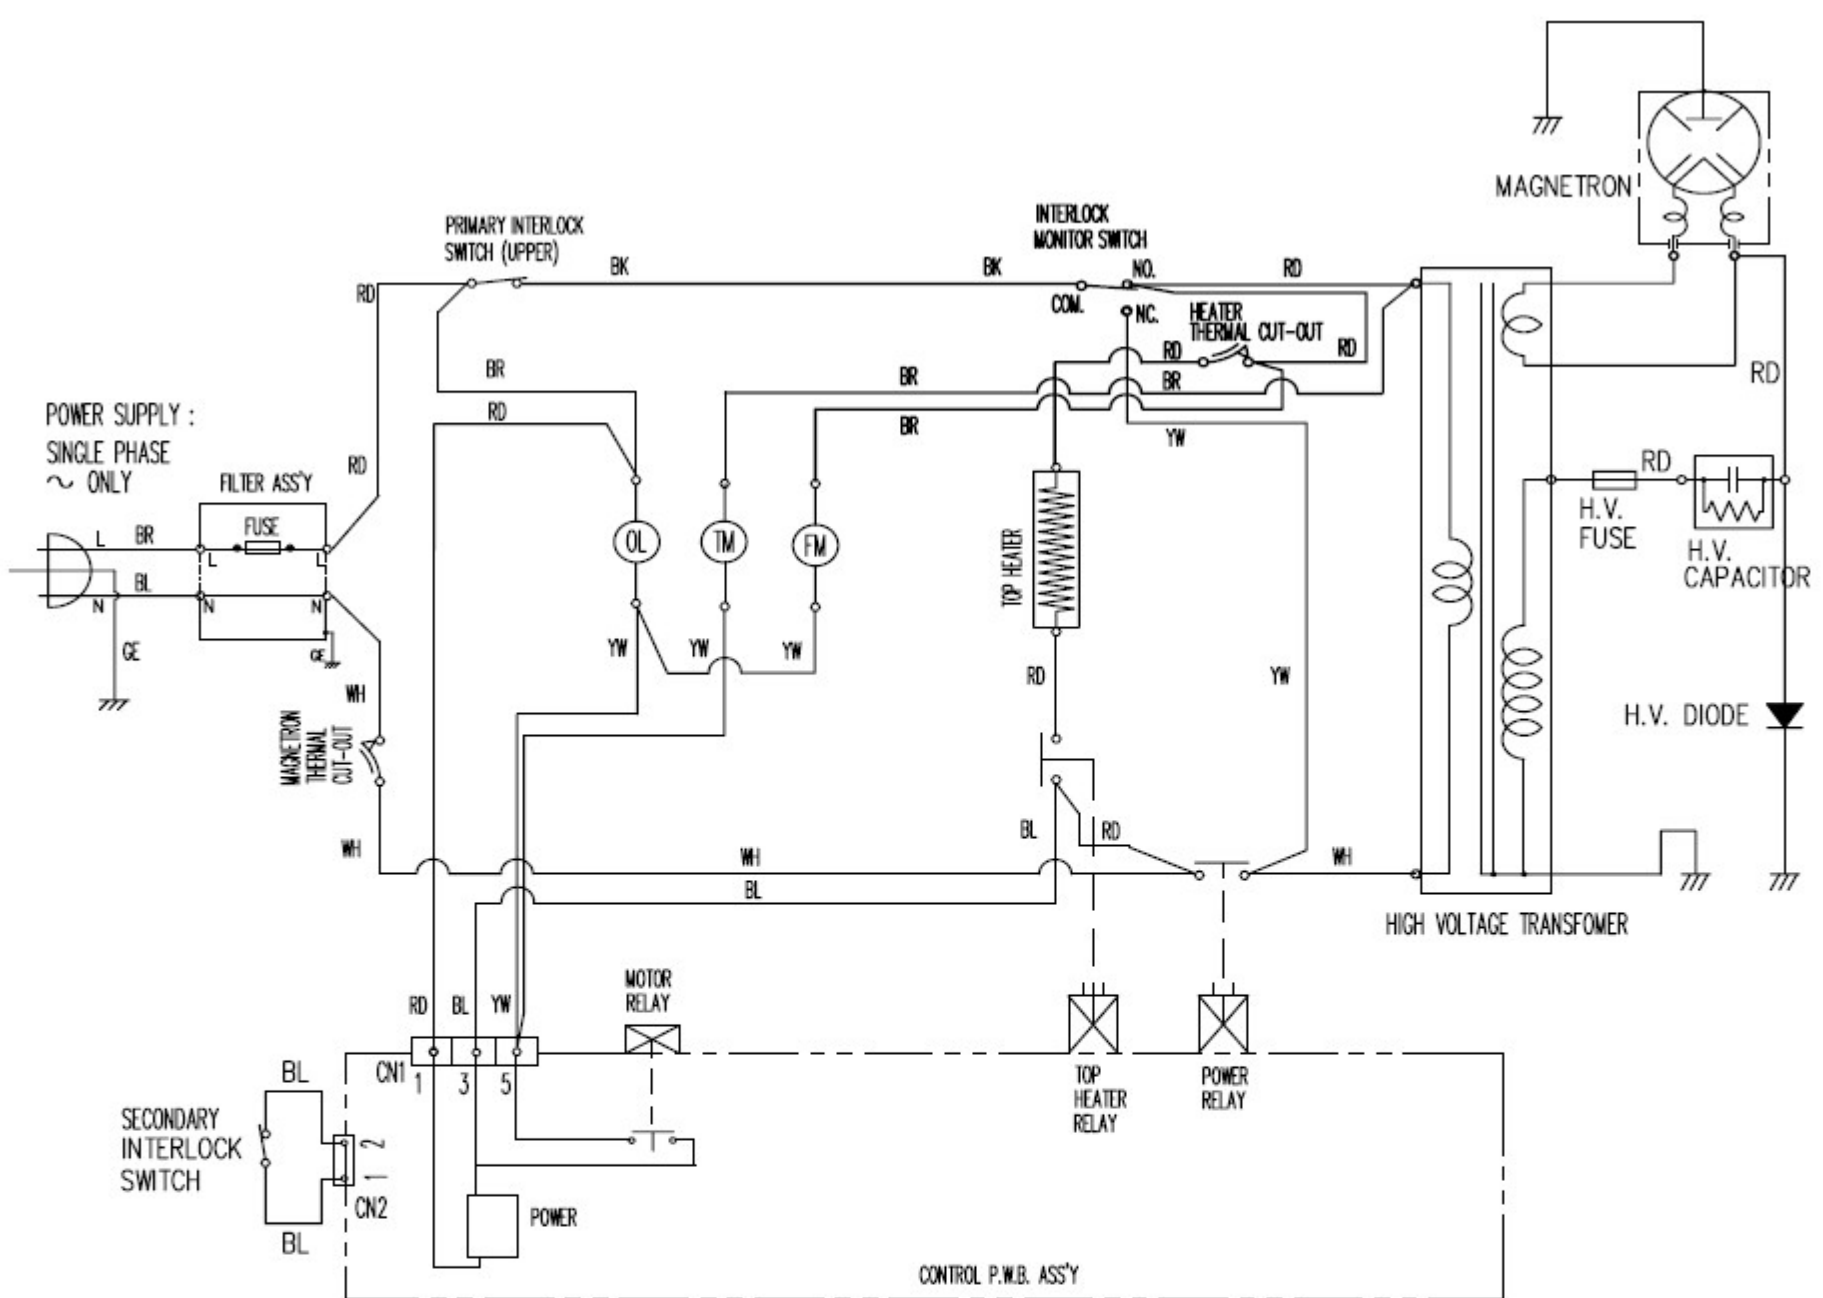 MAGNETRON
PRIMARY INTERLOCK
SWITCH (UPPER)
INTERLOCK
MONITOR SWITCH
RD
BK
BK
NO.
RD
COM.
NC.
HEATER
THERMAL CUT-OUT
RD
RD
BR
BR
BR
RD
RD
BR
YW
POWER SUPPLY :
SINGLE PHASE
~ ONLY
RD
FILTER ASS'Y
FUSE
L
BR
L
L
BL
N
N
N
GE
GE
OL
TM
FM
TOP HEATER
RD
H.V.
FUSE
H.V.
CAPACITOR
YW
YW
YW
RD
YW
WH
MAGNETRON
THERMAL
CUT-OUT
H.V. DIODE
WH
WH
BL
RD
WH
BL
HIGH VOLTAGE TRANSFOMER
RD
BL
YW
MOTOR
RELAY
CN1
1
3
5
TOP
HEATER
RELAY
POWER
RELAY
BL
SECONDARY
INTERLOCK
SWITCH
2
1
CN2
BL
POWER
CONTROL P.W.B. ASS'Y